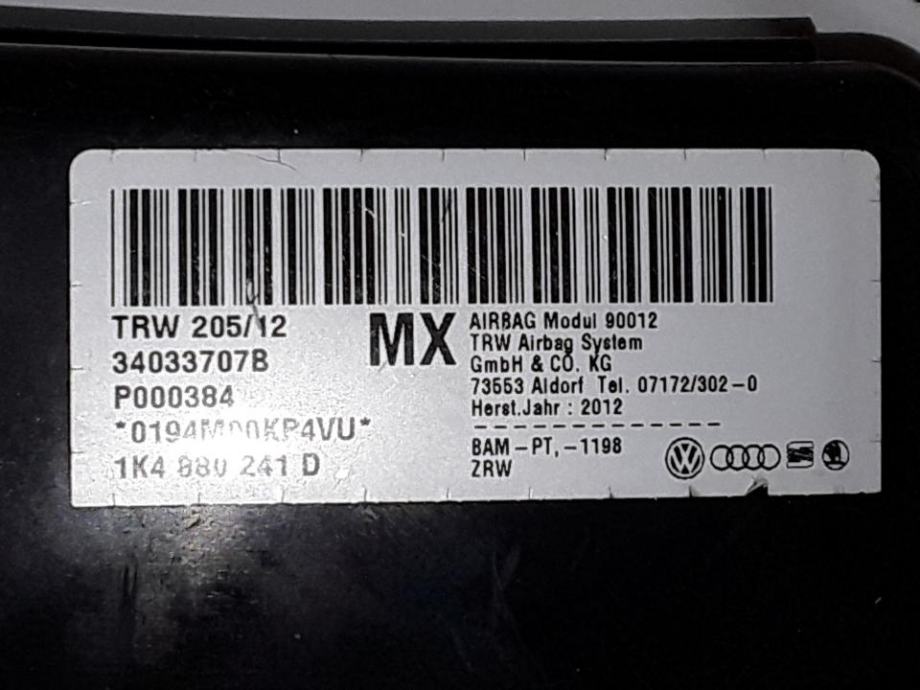 TRW 205/12
34033707B
P000384
1K4 880 241 D
MX
AIRBAG Modul 90012
TRW Airbag System
GmbH & CO. KG
73553 Aldorf Tel. 07172/302-0
Herst.Jahr : 2012
BAM-PT,-1198
ZRW